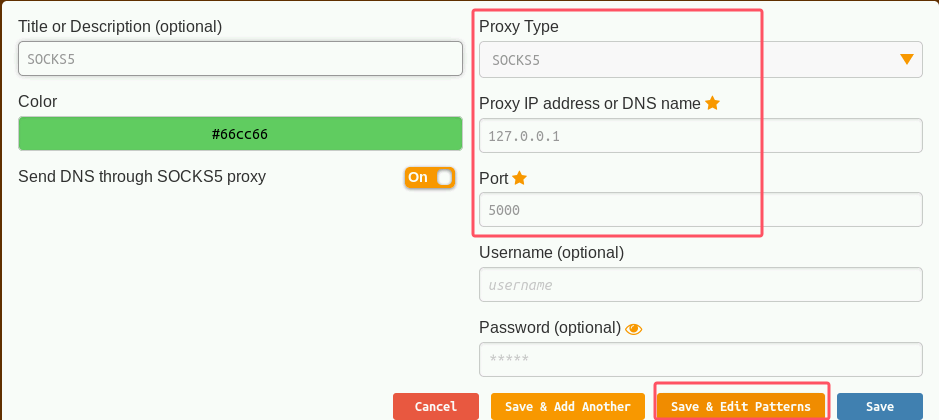 Title or Description (optional)
SOCKS5
Color
#66cc66
Send DNS through SOCKS5 proxy
On
Proxy Type
SOCKS5
Proxy IP address or DNS name
127.0.0.1
Port
5000
Username (optional)
username
Password (optional)
*****
Cancel
Save & Add Another
Save & Edit Patterns
Save